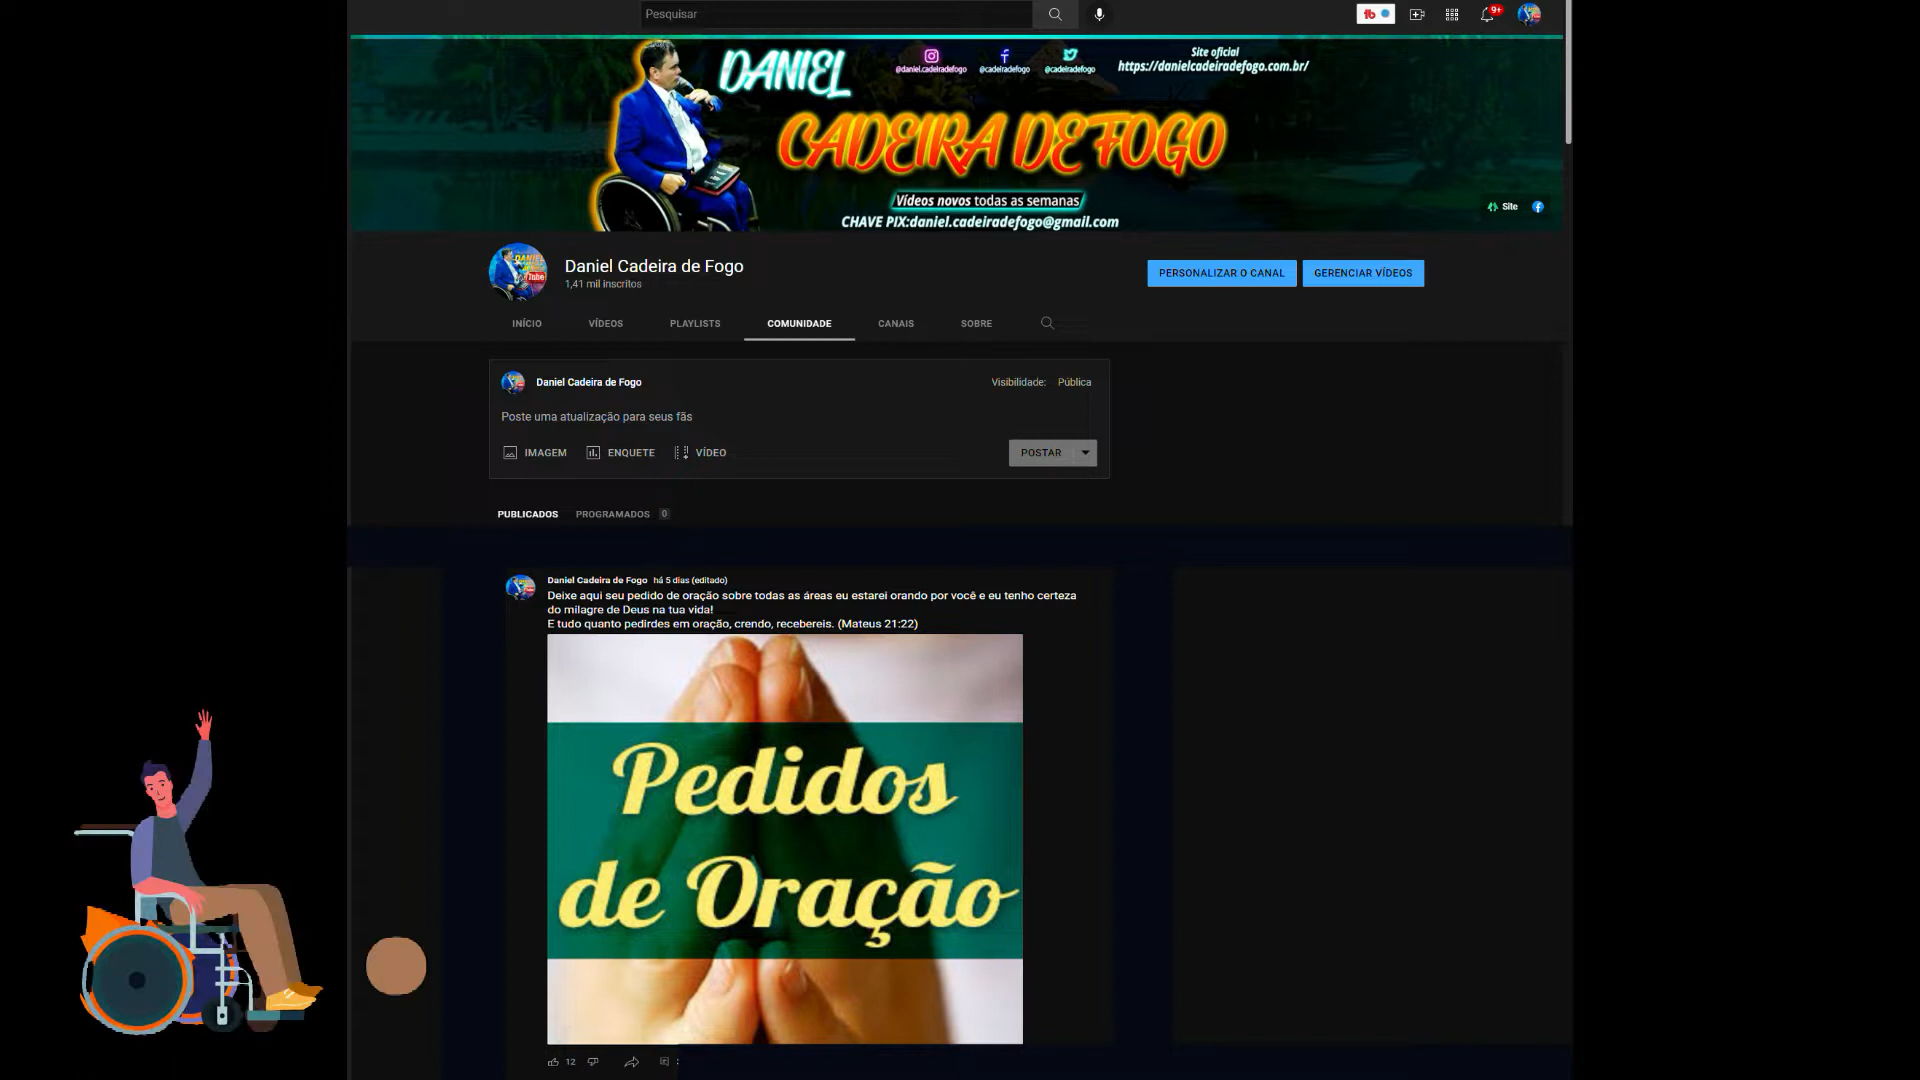 Pesquisar
9+
DANIEL
@daniel.cadeiradefogo
@cadeiradefogo
@cadeiradefogo
Site oficial
https://danielcadeiradefogo.com.br/
CADEIRA DE FOGO
Vídeos novos todas as semanas
CHAVE PIX:daniel.cadeiradefogo@gmail.com
Site
Daniel Cadeira de Fogo
1,41 mil inscritos
PERSONALIZAR O CANAL
GERENCIAR VÍDEOS
INÍCIO
VÍDEOS
PLAYLISTS
COMUNIDADE
CANAIS
SOBRE
Daniel Cadeira de Fogo
Visibilidade: Pública
Poste uma atualização para seus fãs
IMAGEM
ENQUETE
VÍDEO
POSTAR
PUBLICADOS
PROGRAMADOS 0
Daniel Cadeira de Fogo há 5 dias (editado)
Deixe aqui seu pedido de oração sobre todas as áreas eu estarei orando por você e eu tenho certeza
do milagre de Deus na tua vida!
E tudo quanto pedirdes em oração, crendo, recebereis. (Mateus 21:22)
Pedidos
de Oração
12